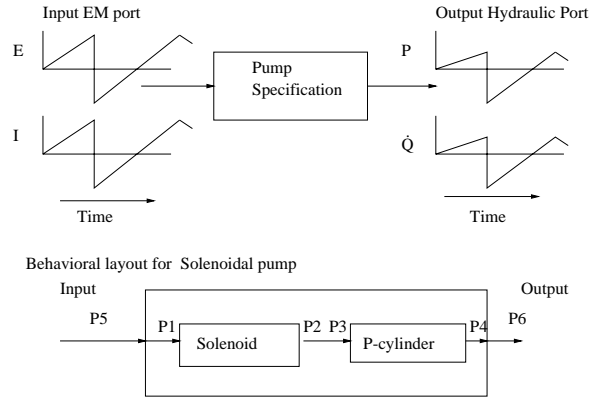 Input EM port
Output Hydraulic Port
E
Pump
Specification
P
I
Q̇
Time
Time
Behavioral layout for Solenoidal pump
Input
Output
P5
P1
Solenoid
P2
P3
P-cylinder
P4
P6